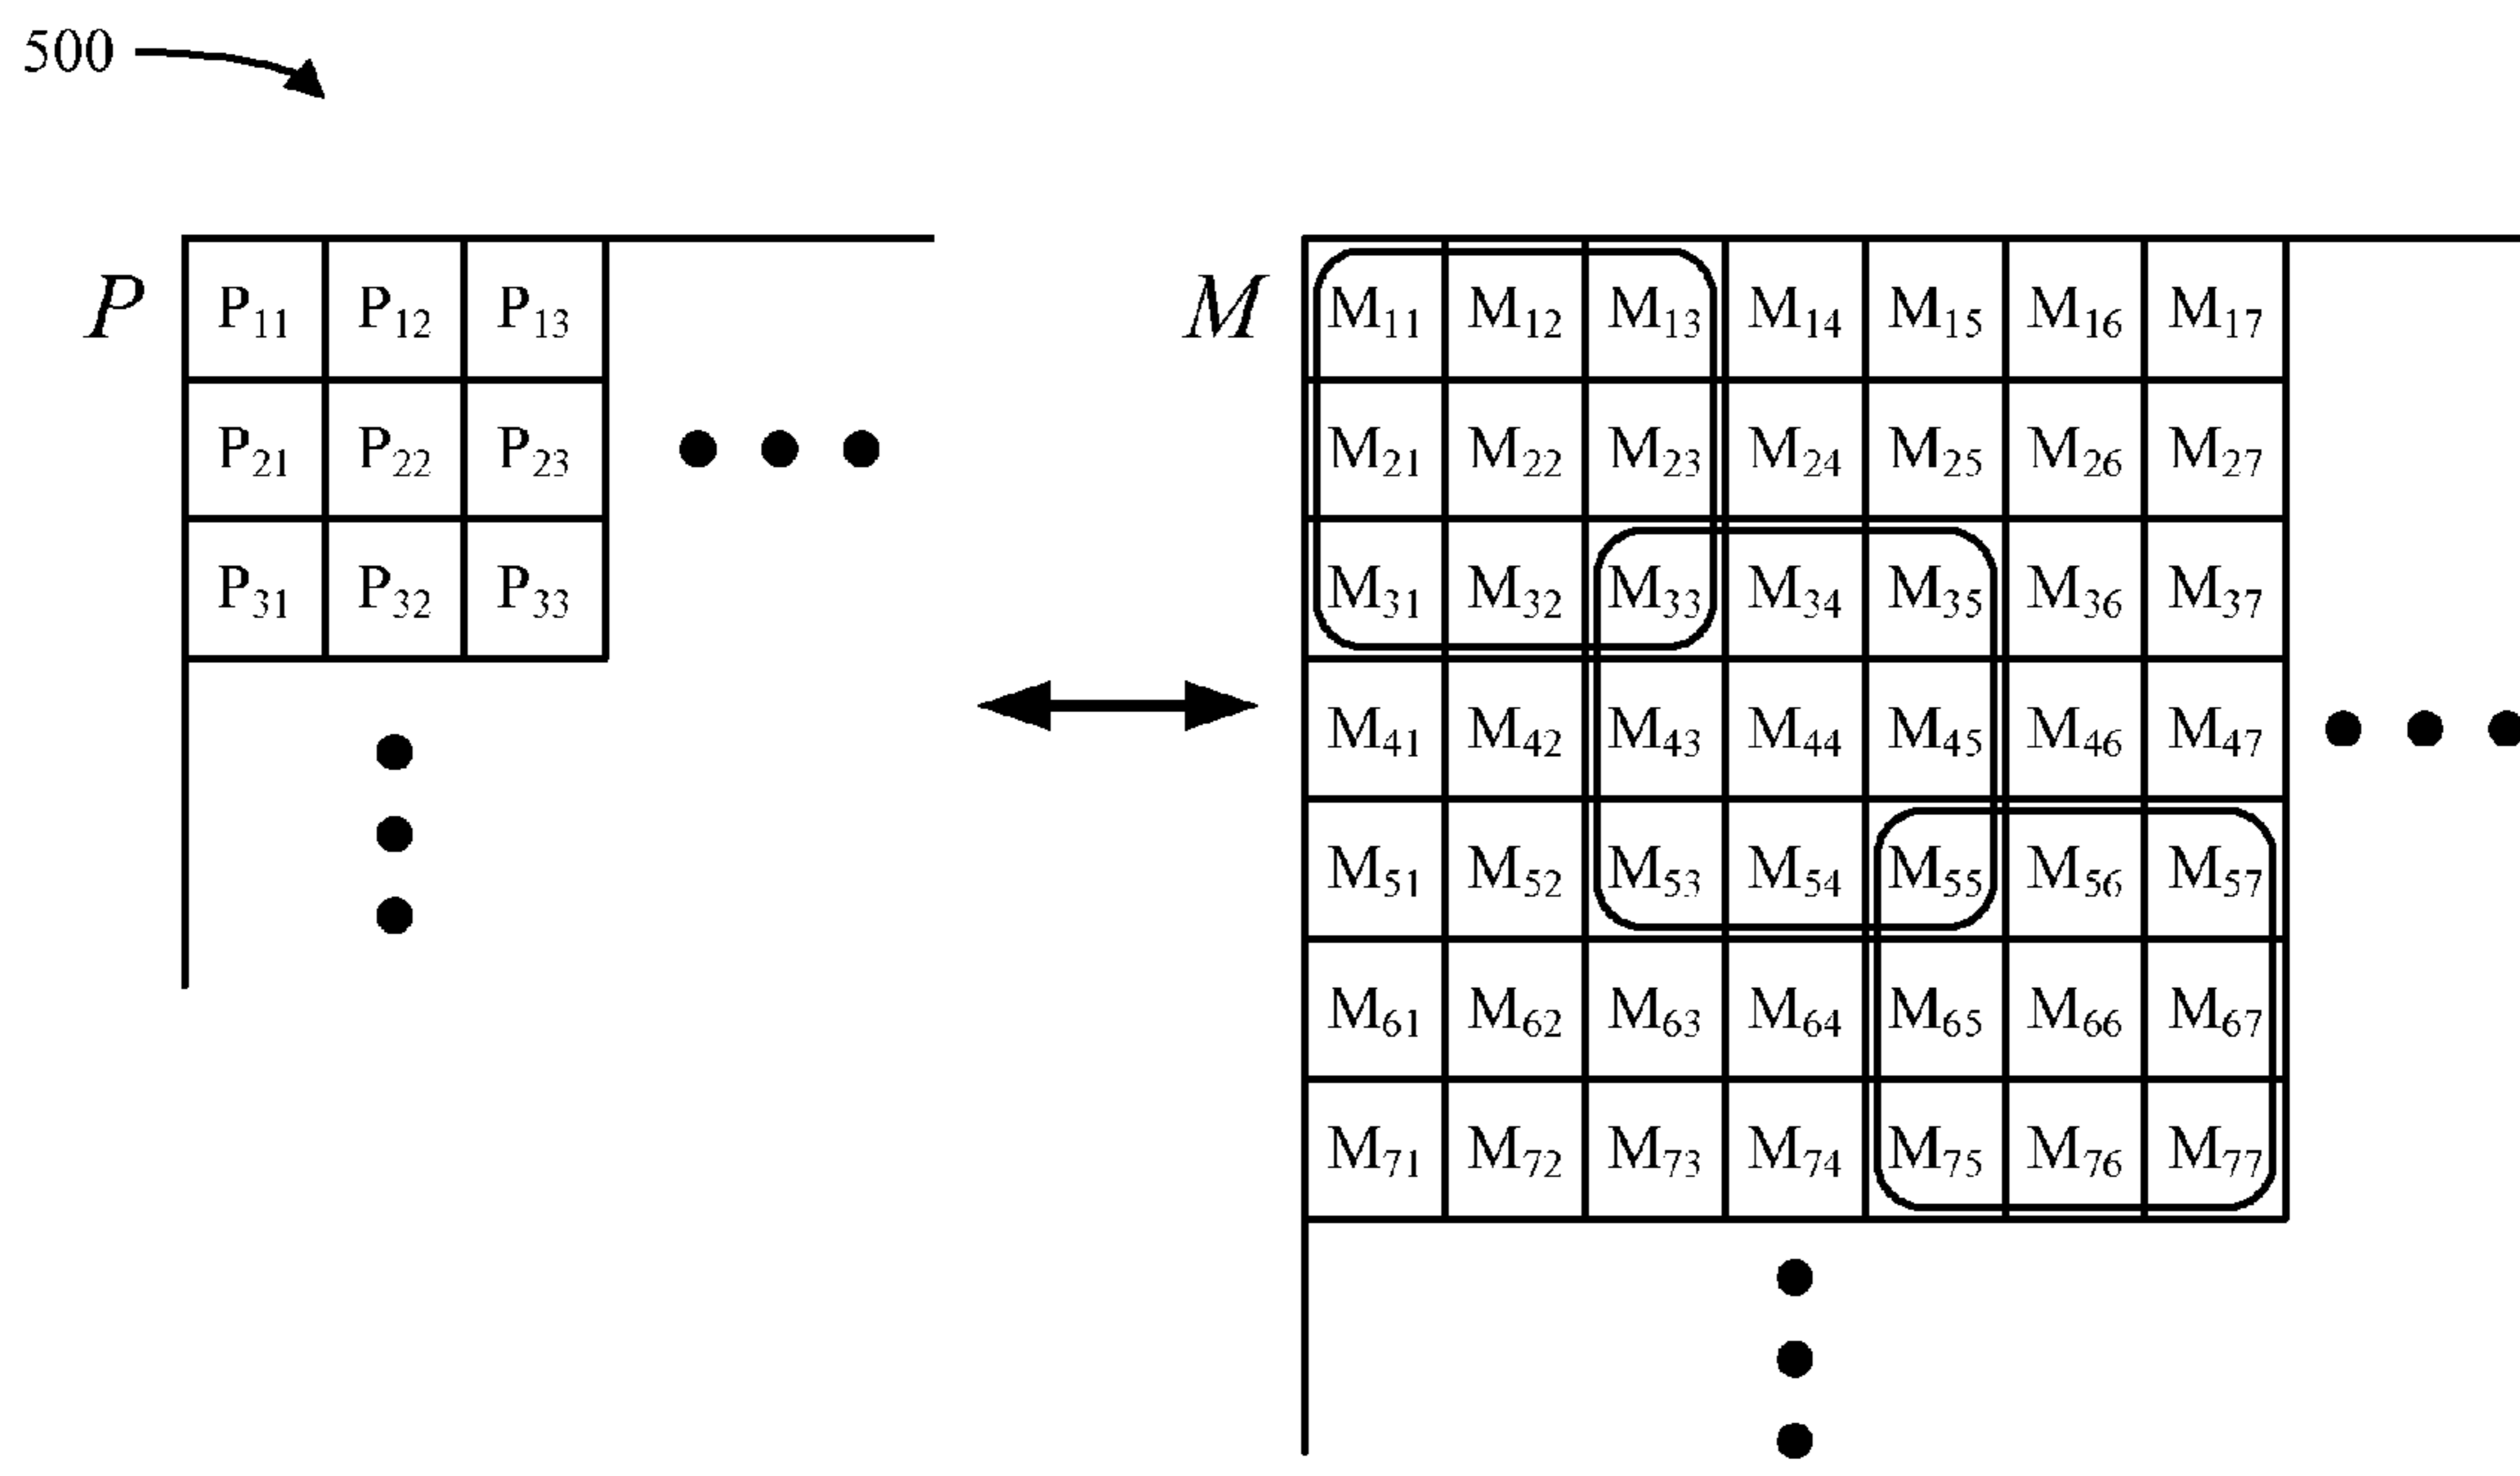 500
P
P11 P12 P13
P21 P22 P23
P31 P32 P33
M
M11 M12 M13 M14 M15 M16 M17
M21 M22 M23 M24 M25 M26 M27
M31 M32 M33 M34 M35 M36 M37
M41 M42 M43 M44 M45 M46 M47
M51 M52 M53 M54 M55 M56 M57
M61 M62 M63 M64 M65 M66 M67
M71 M72 M73 M74 M75 M76 M77